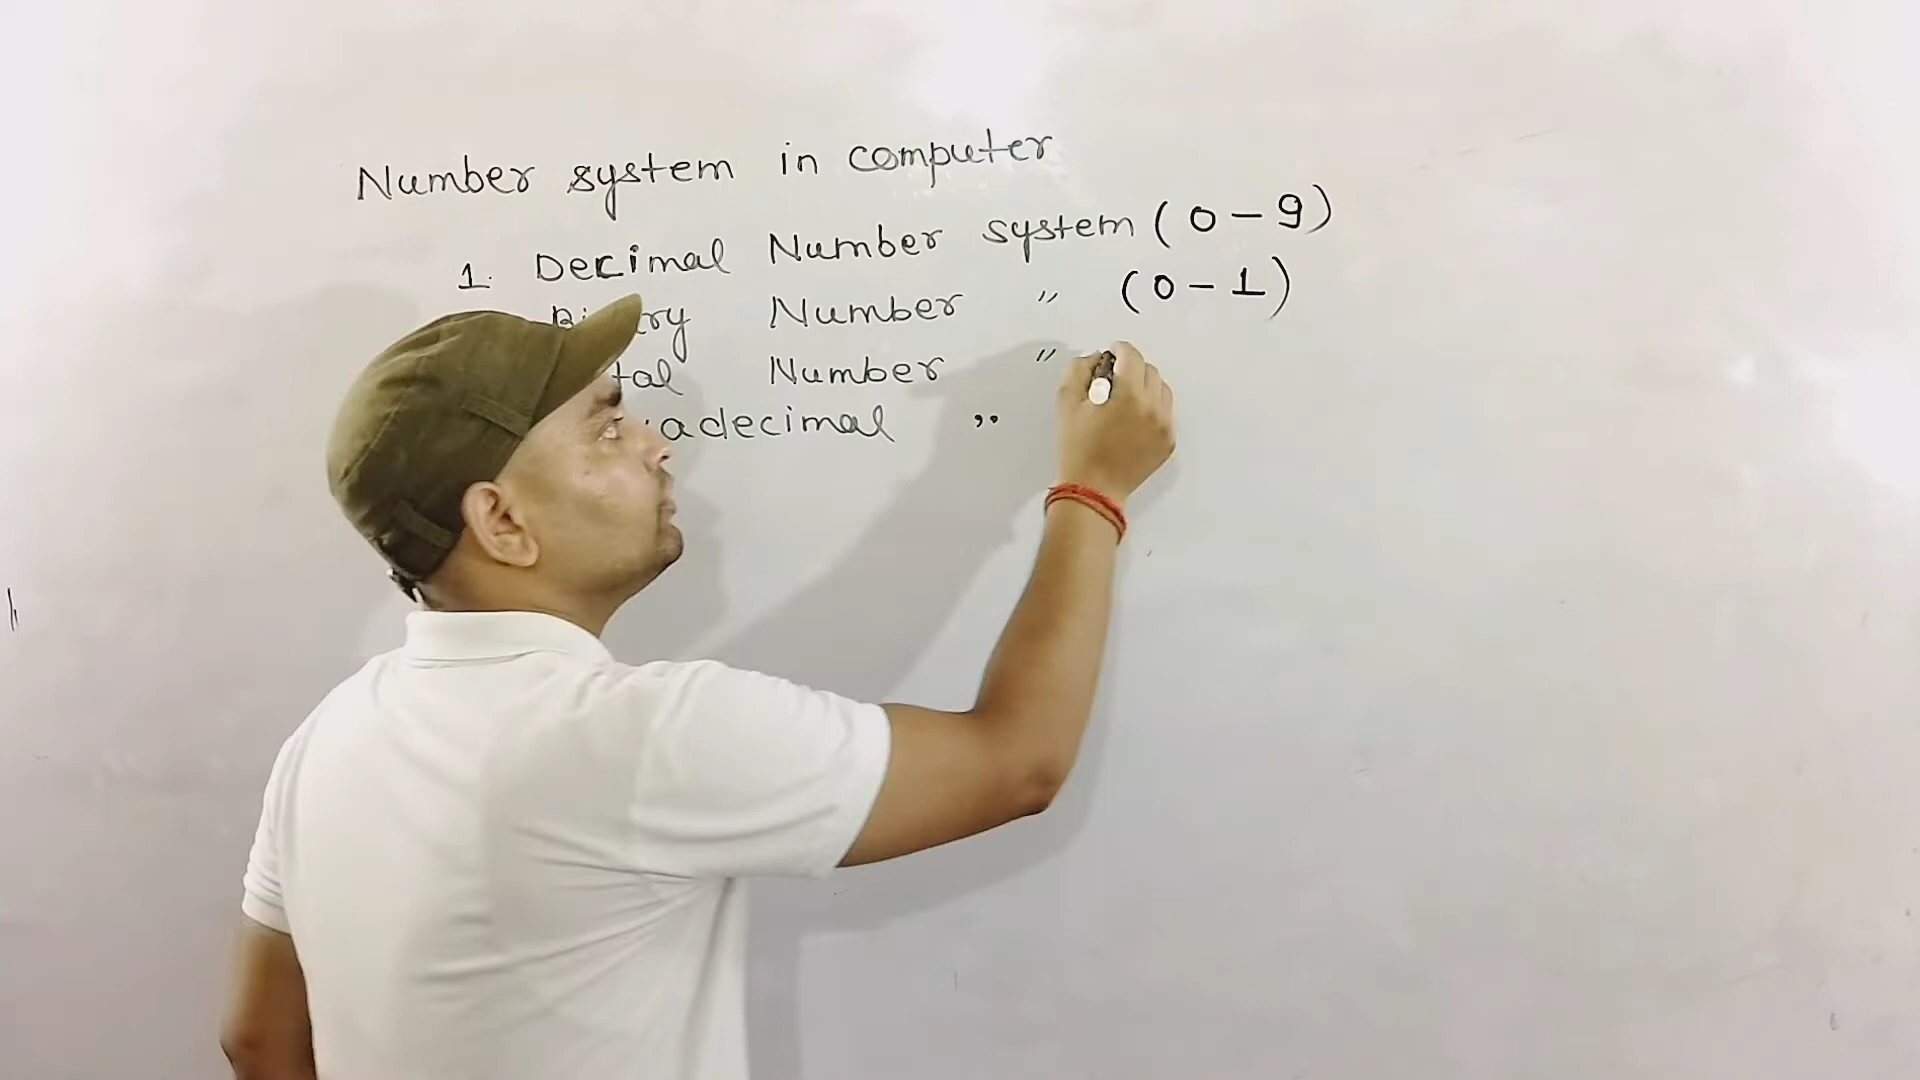 Number system in computer
1. Decimal Number system (0-9)
Number " (0-1)
Number "
"